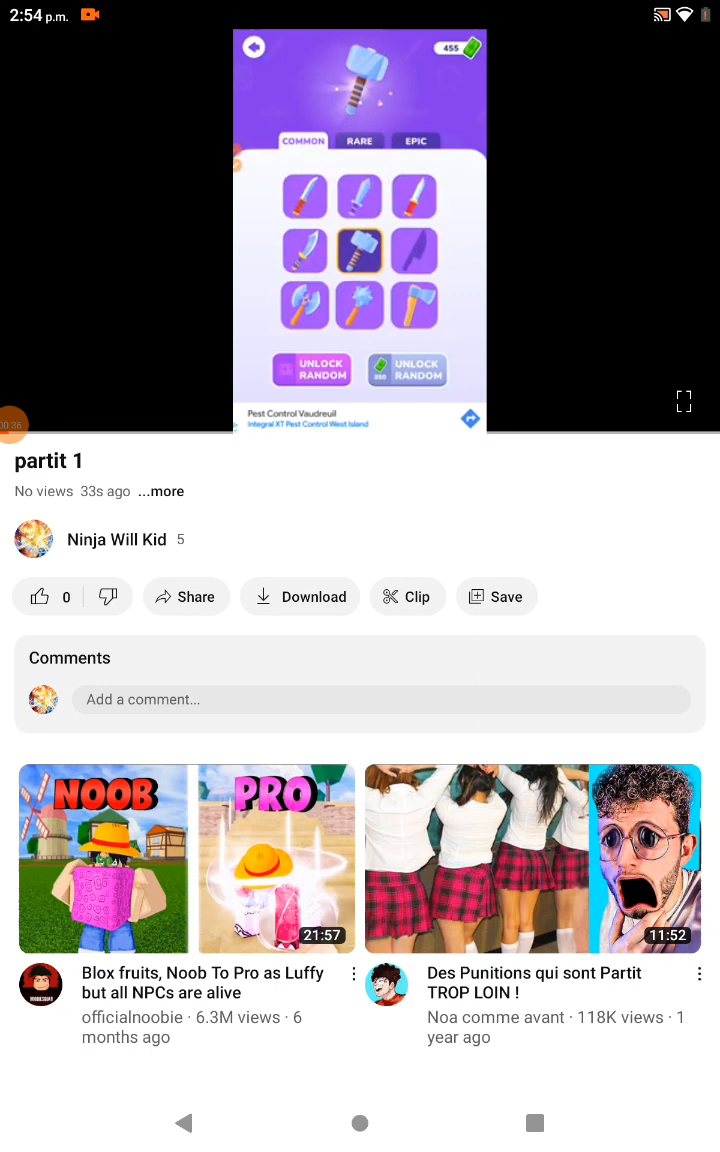 2:54 p.m.
455
COMMON
RARE
EPIC
UNLOCK
RANDOM
UNLOCK
RANDOM
Pest Control Vaudreuil
Integral XT Pest Control West Island
00:36
partit 1
No views 33s ago ...more
Ninja Will Kid 5
0
Share
Download
Clip
Save
Comments
Add a comment...
NOOB
PRO
21:57
11:52
Blox fruits, Noob To Pro as Luffy
but all NPCs are alive
officialnoobie · 6.3M views · 6
months ago
Des Punitions qui sont Partit
TROP LOIN !
Noa comme avant · 118K views · 1
year ago